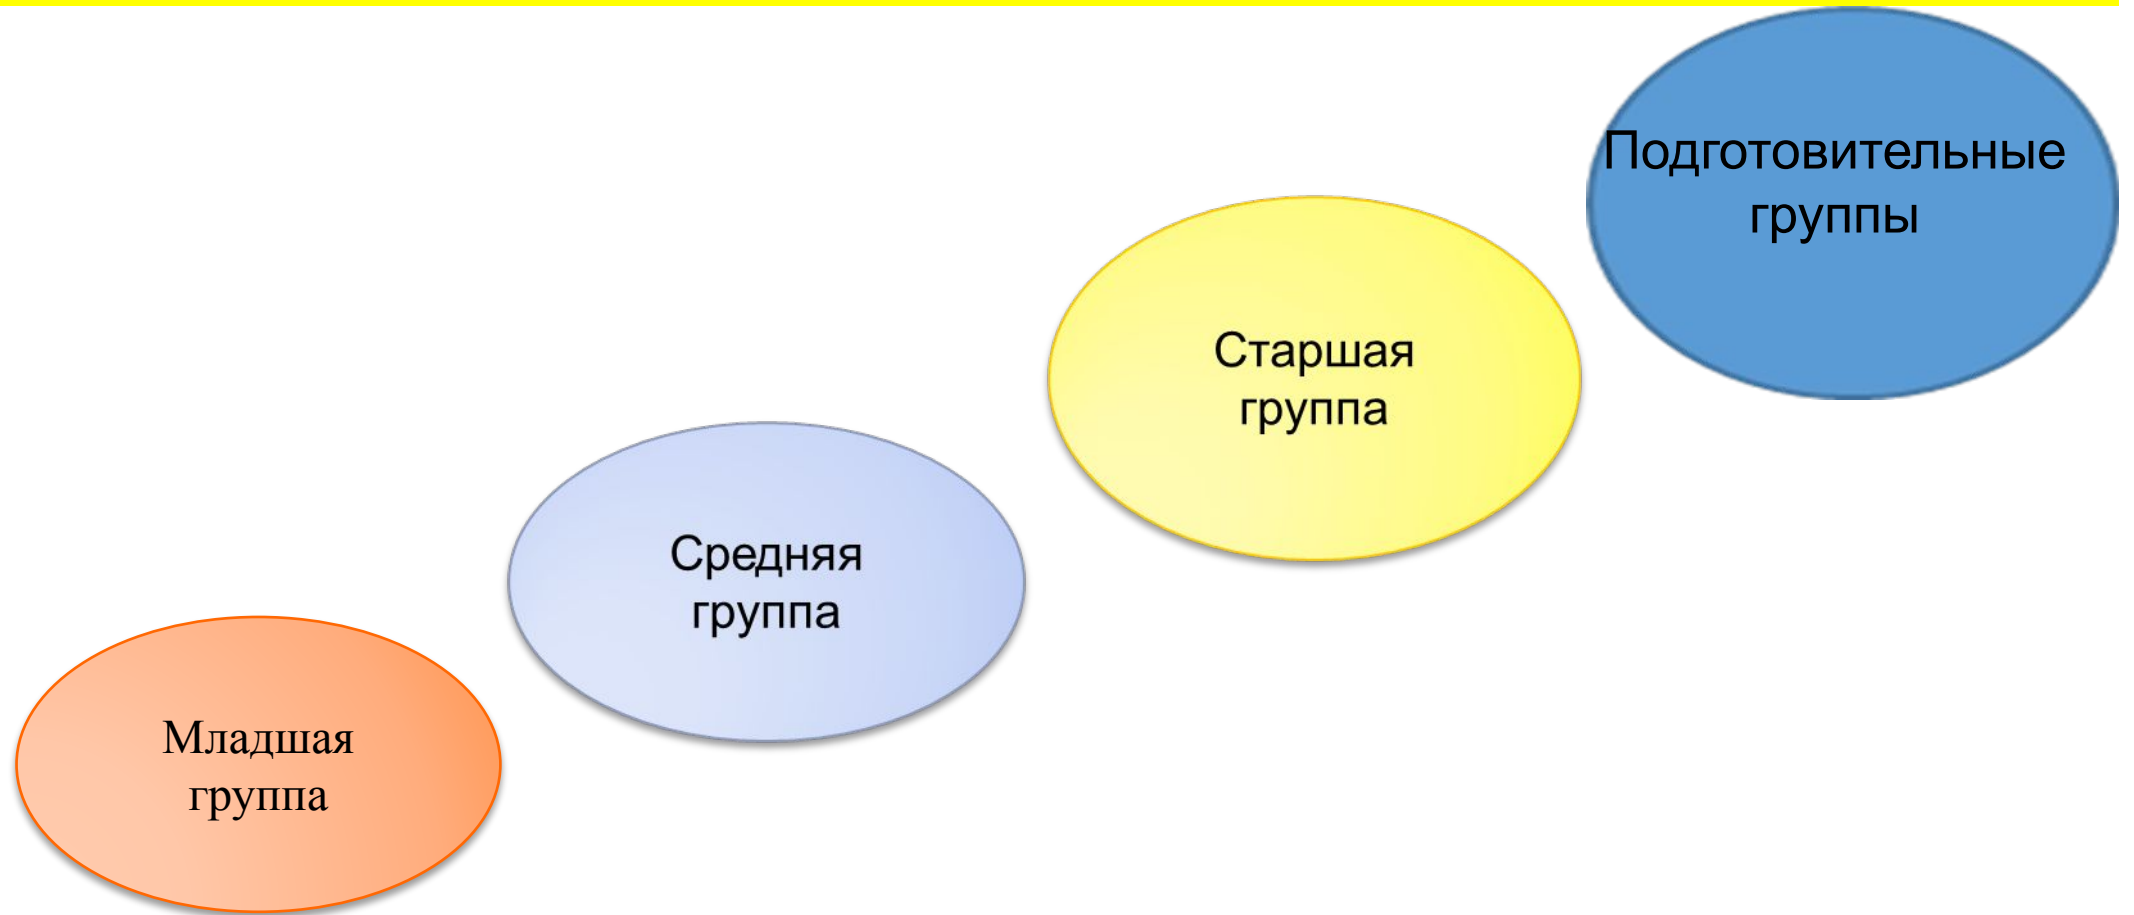 Подготовительные
группы
Старшая
группа
Средняя
группа
Младшая
группа